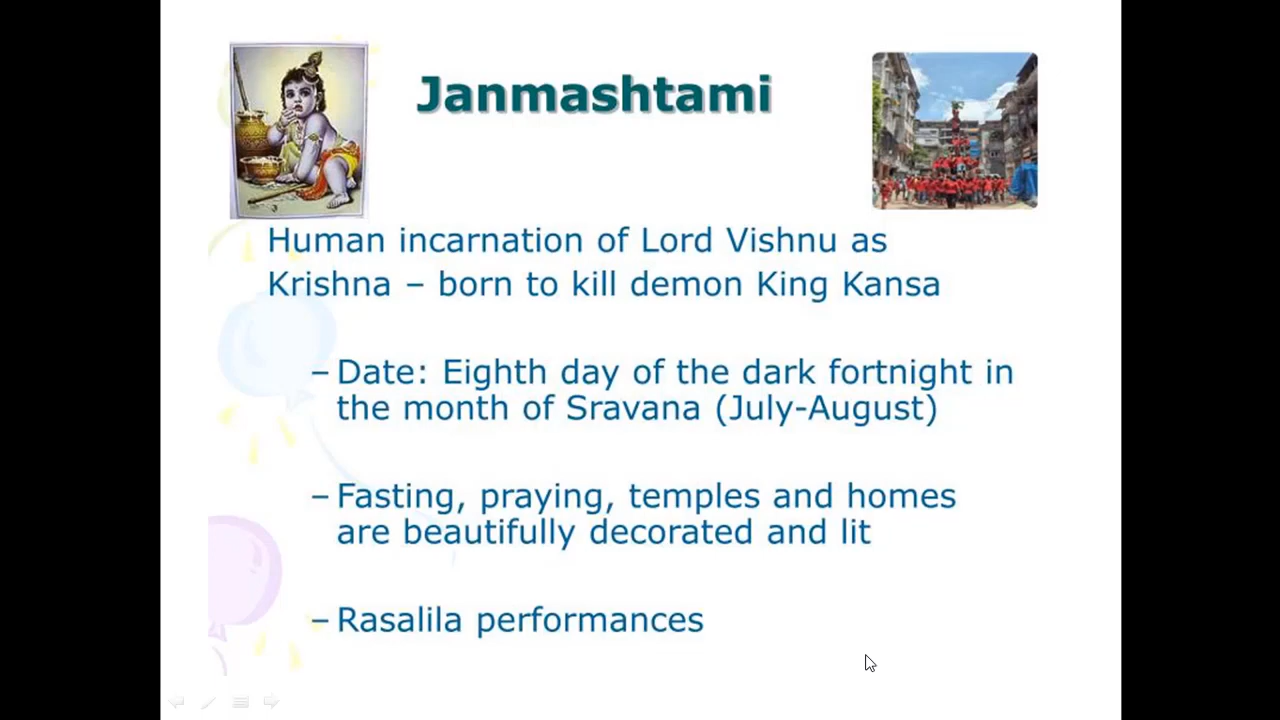 Janmashtami
Human incarnation of Lord Vishnu as
Krishna – born to kill demon King Kansa
– Date: Eighth day of the dark fortnight in
the month of Sravana (July-August)
– Fasting, praying, temples and homes
are beautifully decorated and lit
– Rasalila performances